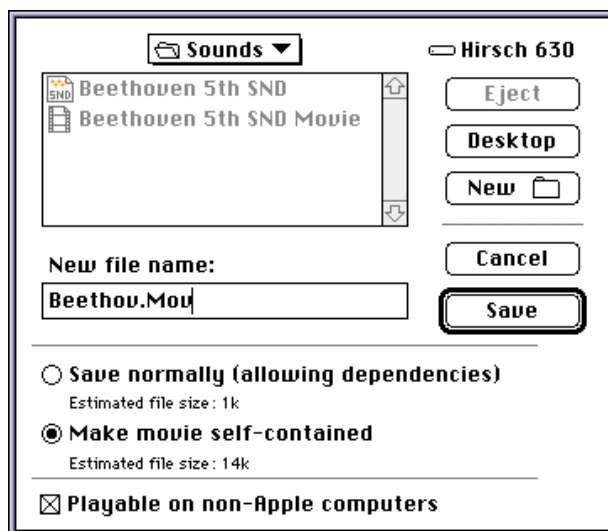 Sounds
Hirsch 630
SND Beethoven 5th SND
Beethoven 5th SND Movie
Eject
Desktop
New
New file name:
Beethov.Mov
Cancel
Save
Save normally (allowing dependencies)
Estimated file size: 1k
Make movie self-contained
Estimated file size: 14k
Playable on non-Apple computers